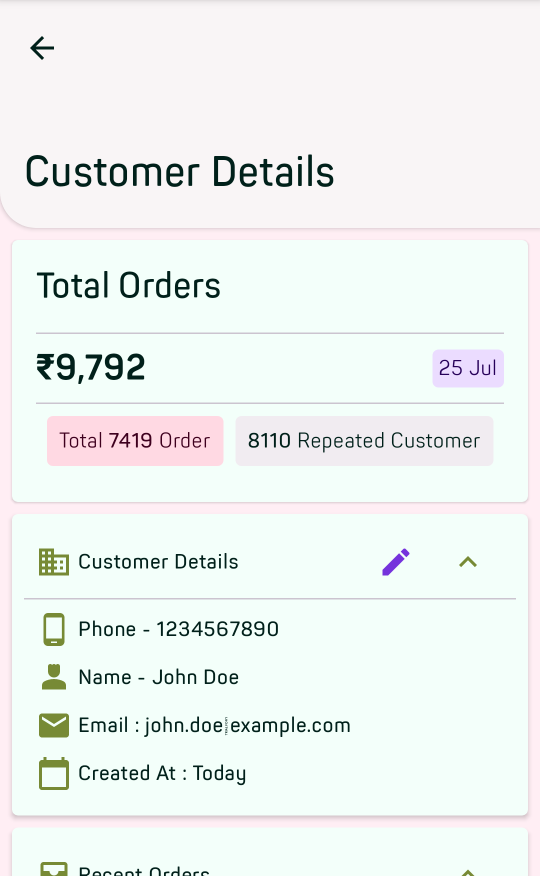 Customer Details
Total Orders
₹9,792
25 Jul
Total 7419 Order
8110 Repeated Customer
Customer Details
Phone - 1234567890
Name - John Doe
Email : john.doe example.com
Created At : Today
Recent Orders